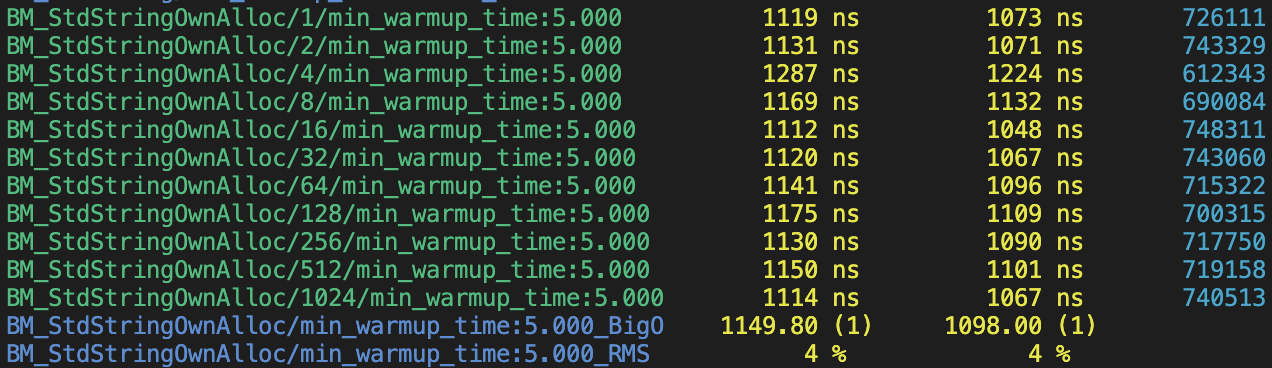 BM_StdStringOwnAlloc/1/min_warmup_time:5.000 1119 ns 1073 ns 726111
BM_StdStringOwnAlloc/2/min_warmup_time:5.000 1131 ns 1071 ns 743329
BM_StdStringOwnAlloc/4/min_warmup_time:5.000 1287 ns 1224 ns 612343
BM_StdStringOwnAlloc/8/min_warmup_time:5.000 1169 ns 1132 ns 690084
BM_StdStringOwnAlloc/16/min_warmup_time:5.000 1112 ns 1048 ns 748311
BM_StdStringOwnAlloc/32/min_warmup_time:5.000 1120 ns 1067 ns 743060
BM_StdStringOwnAlloc/64/min_warmup_time:5.000 1141 ns 1096 ns 715322
BM_StdStringOwnAlloc/128/min_warmup_time:5.000 1175 ns 1109 ns 700315
BM_StdStringOwnAlloc/256/min_warmup_time:5.000 1130 ns 1090 ns 717750
BM_StdStringOwnAlloc/512/min_warmup_time:5.000 1150 ns 1101 ns 719158
BM_StdStringOwnAlloc/1024/min_warmup_time:5.000 1114 ns 1067 ns 740513
BM_StdStringOwnAlloc/min_warmup_time:5.000_BigO 1149.80 (1) 1098.00 (1)
BM_StdStringOwnAlloc/min_warmup_time:5.000_RMS 4 % 4 %